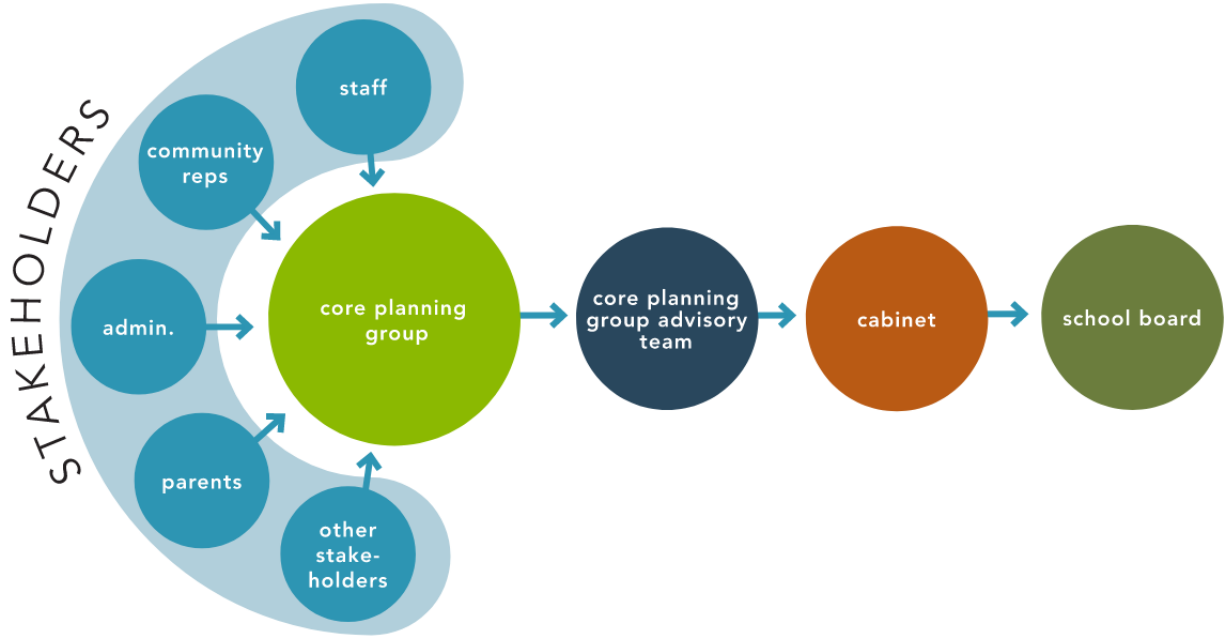 STAKEHOLDERS
staff
community
reps
admin.
parents
other
stake-
holders
core planning
group
core planning
group advisory
team
cabinet
school board